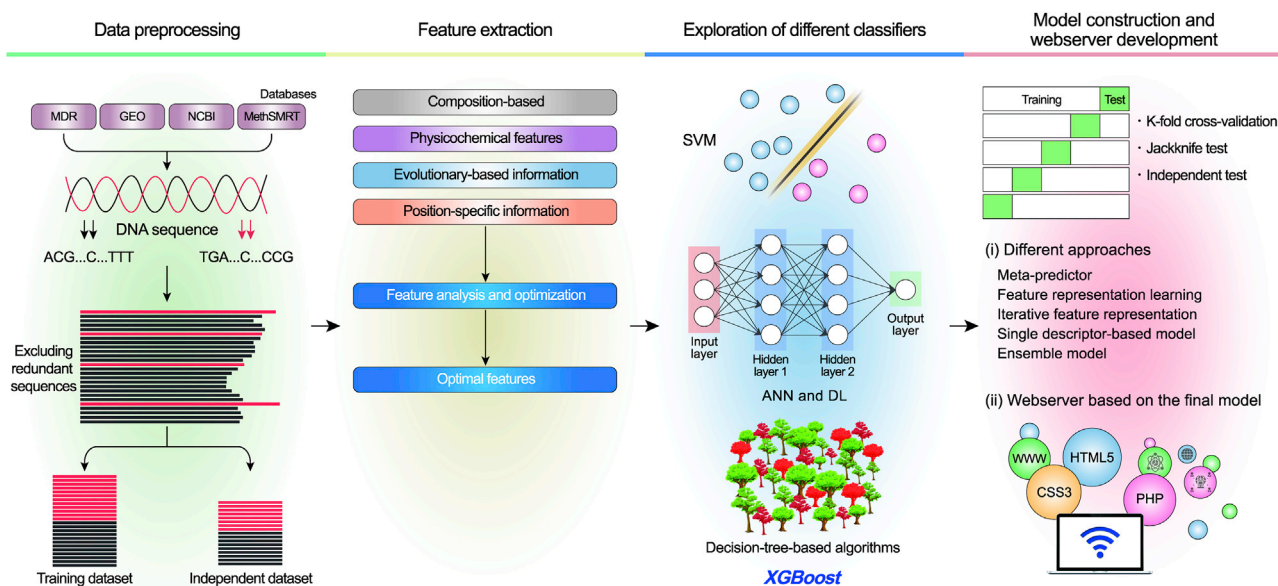 Data preprocessing
Databases
MDR
GEO
NCBI
MethSMRT
DNA sequence
ACG...C...TTT
TGA...C...CCG
Excluding
redundant
sequences
Training dataset
Independent dataset
Feature extraction
Composition-based
Physicochemical features
Evolutionary-based information
Position-specific information
Feature analysis and optimization
Optimal features
Exploration of different classifiers
SVM
Input
layer
Hidden
layer 1
Hidden
layer 2
Output
layer
ANN and DL
Decision-tree-based algorithms
XGBoost
Model construction and
webserver development
Training
Test
· K-fold cross-validation
· Jackknife test
· Independent test
(i) Different approaches
Meta-predictor
Feature representation learning
Iterative feature representation
Single descriptor-based model
Ensemble model
(ii) Webserver based on the final model
WWW
HTML5
CSS3
PHP